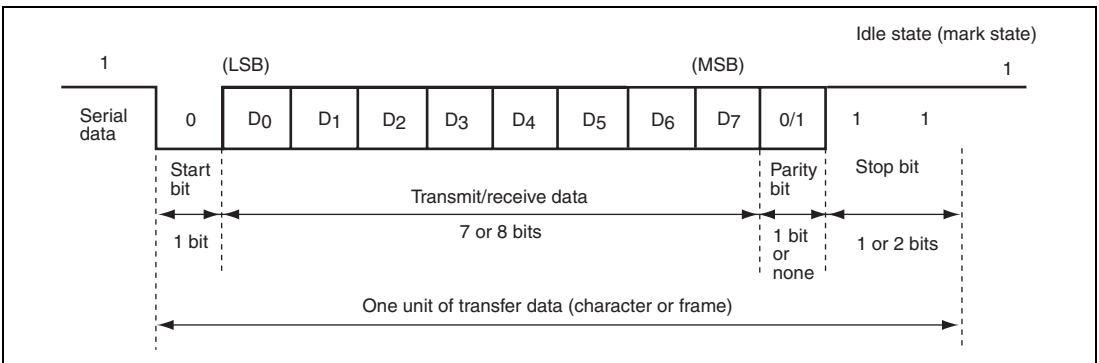 Idle state (mark state)
1 (LSB) (MSB) 1
Serial
data
0 D0 D1 D2 D3 D4 D5 D6 D7 0/1 1 1
Start
bit
Parity
bit
Stop bit
Transmit/receive data
1 bit
7 or 8 bits
1 bit
or
none
1 or 2 bits
One unit of transfer data (character or frame)